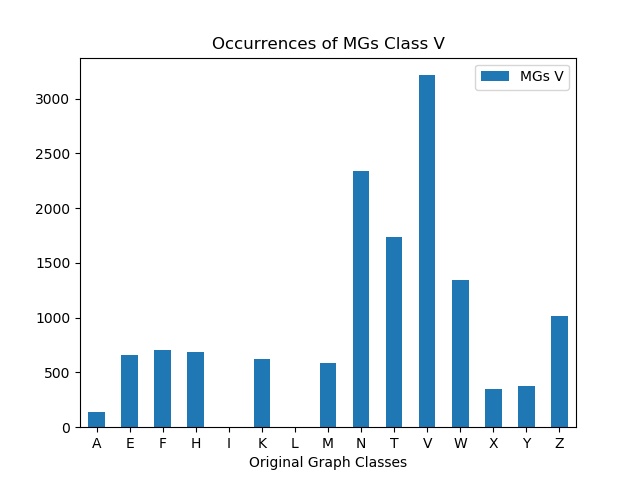 Occurrences of MGs Class V
MGs V
3000
2500
2000
1500
1000
500
0
A E F H I K L M N T V W X Y Z
Original Graph Classes